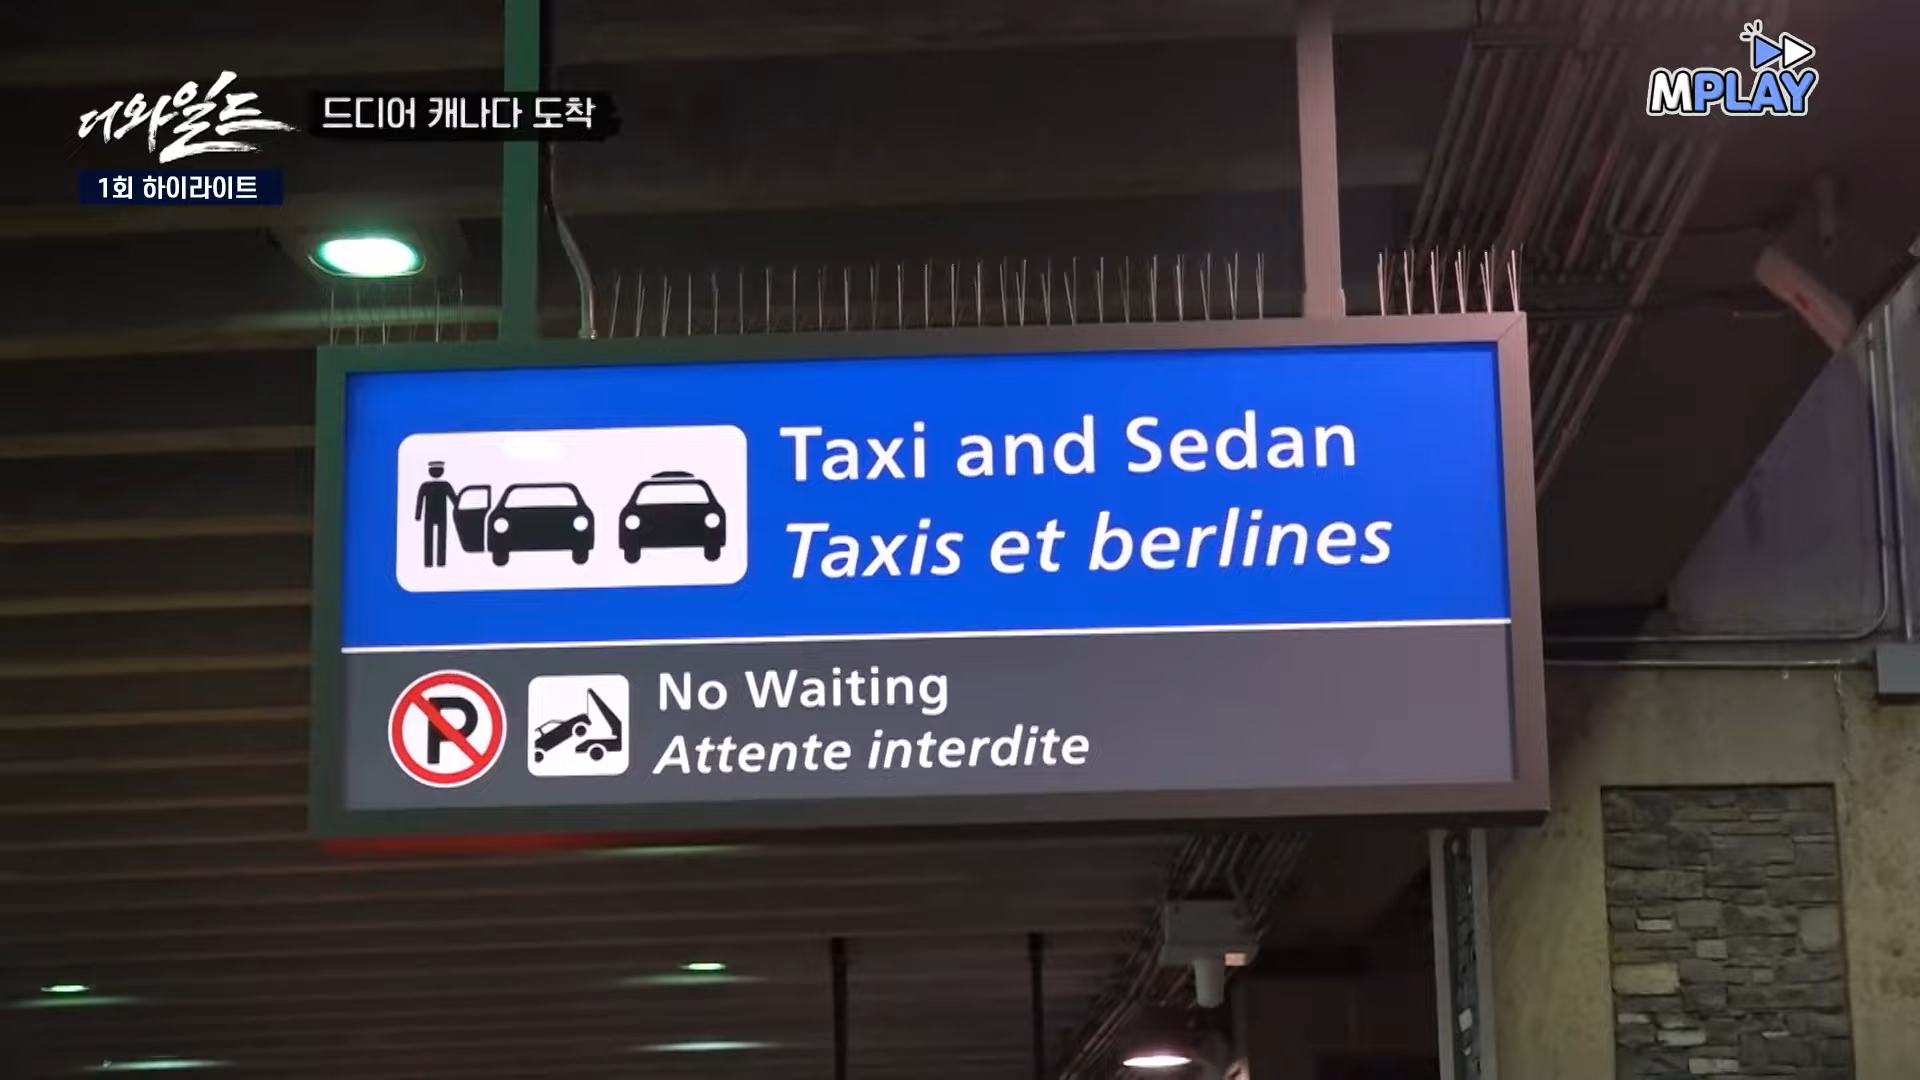 더 와일드
드디어 캐나다 도착
1회 하이라이트
MPLAY
Taxi and Sedan
Taxis et berlines
P
No Waiting
Attente interdite